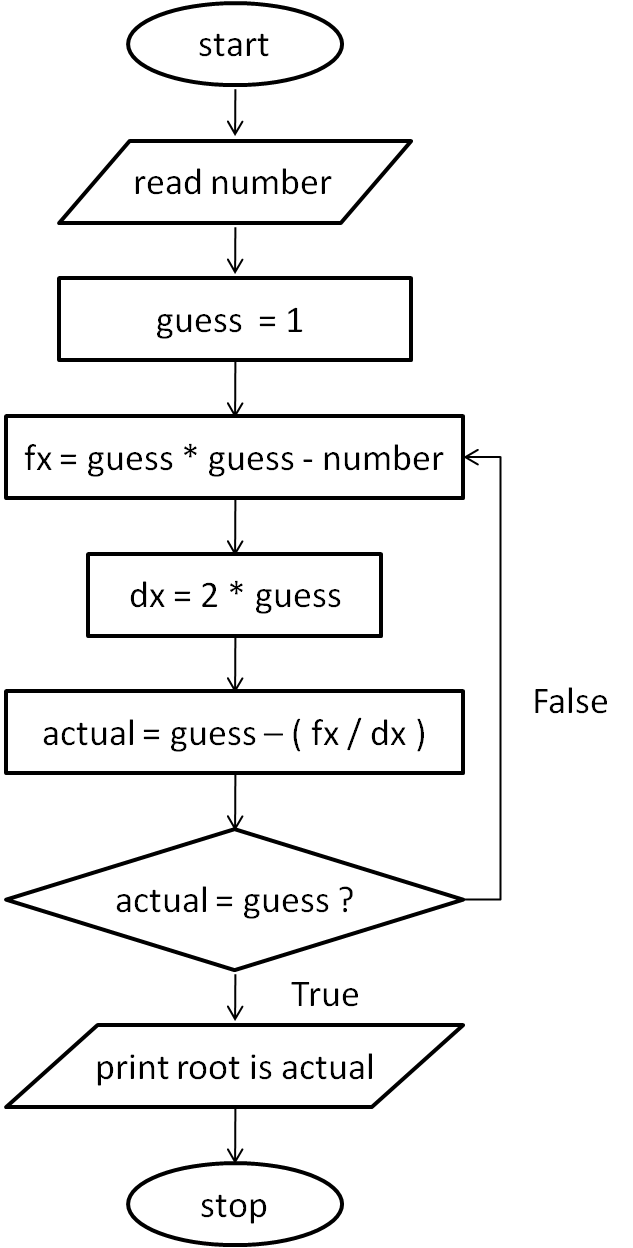 start
read number
guess  = 1
fx = guess * guess - number
dx = 2 * guess
actual = guess – ( fx / dx )
False
actual = guess ?
True
print root is actual
stop